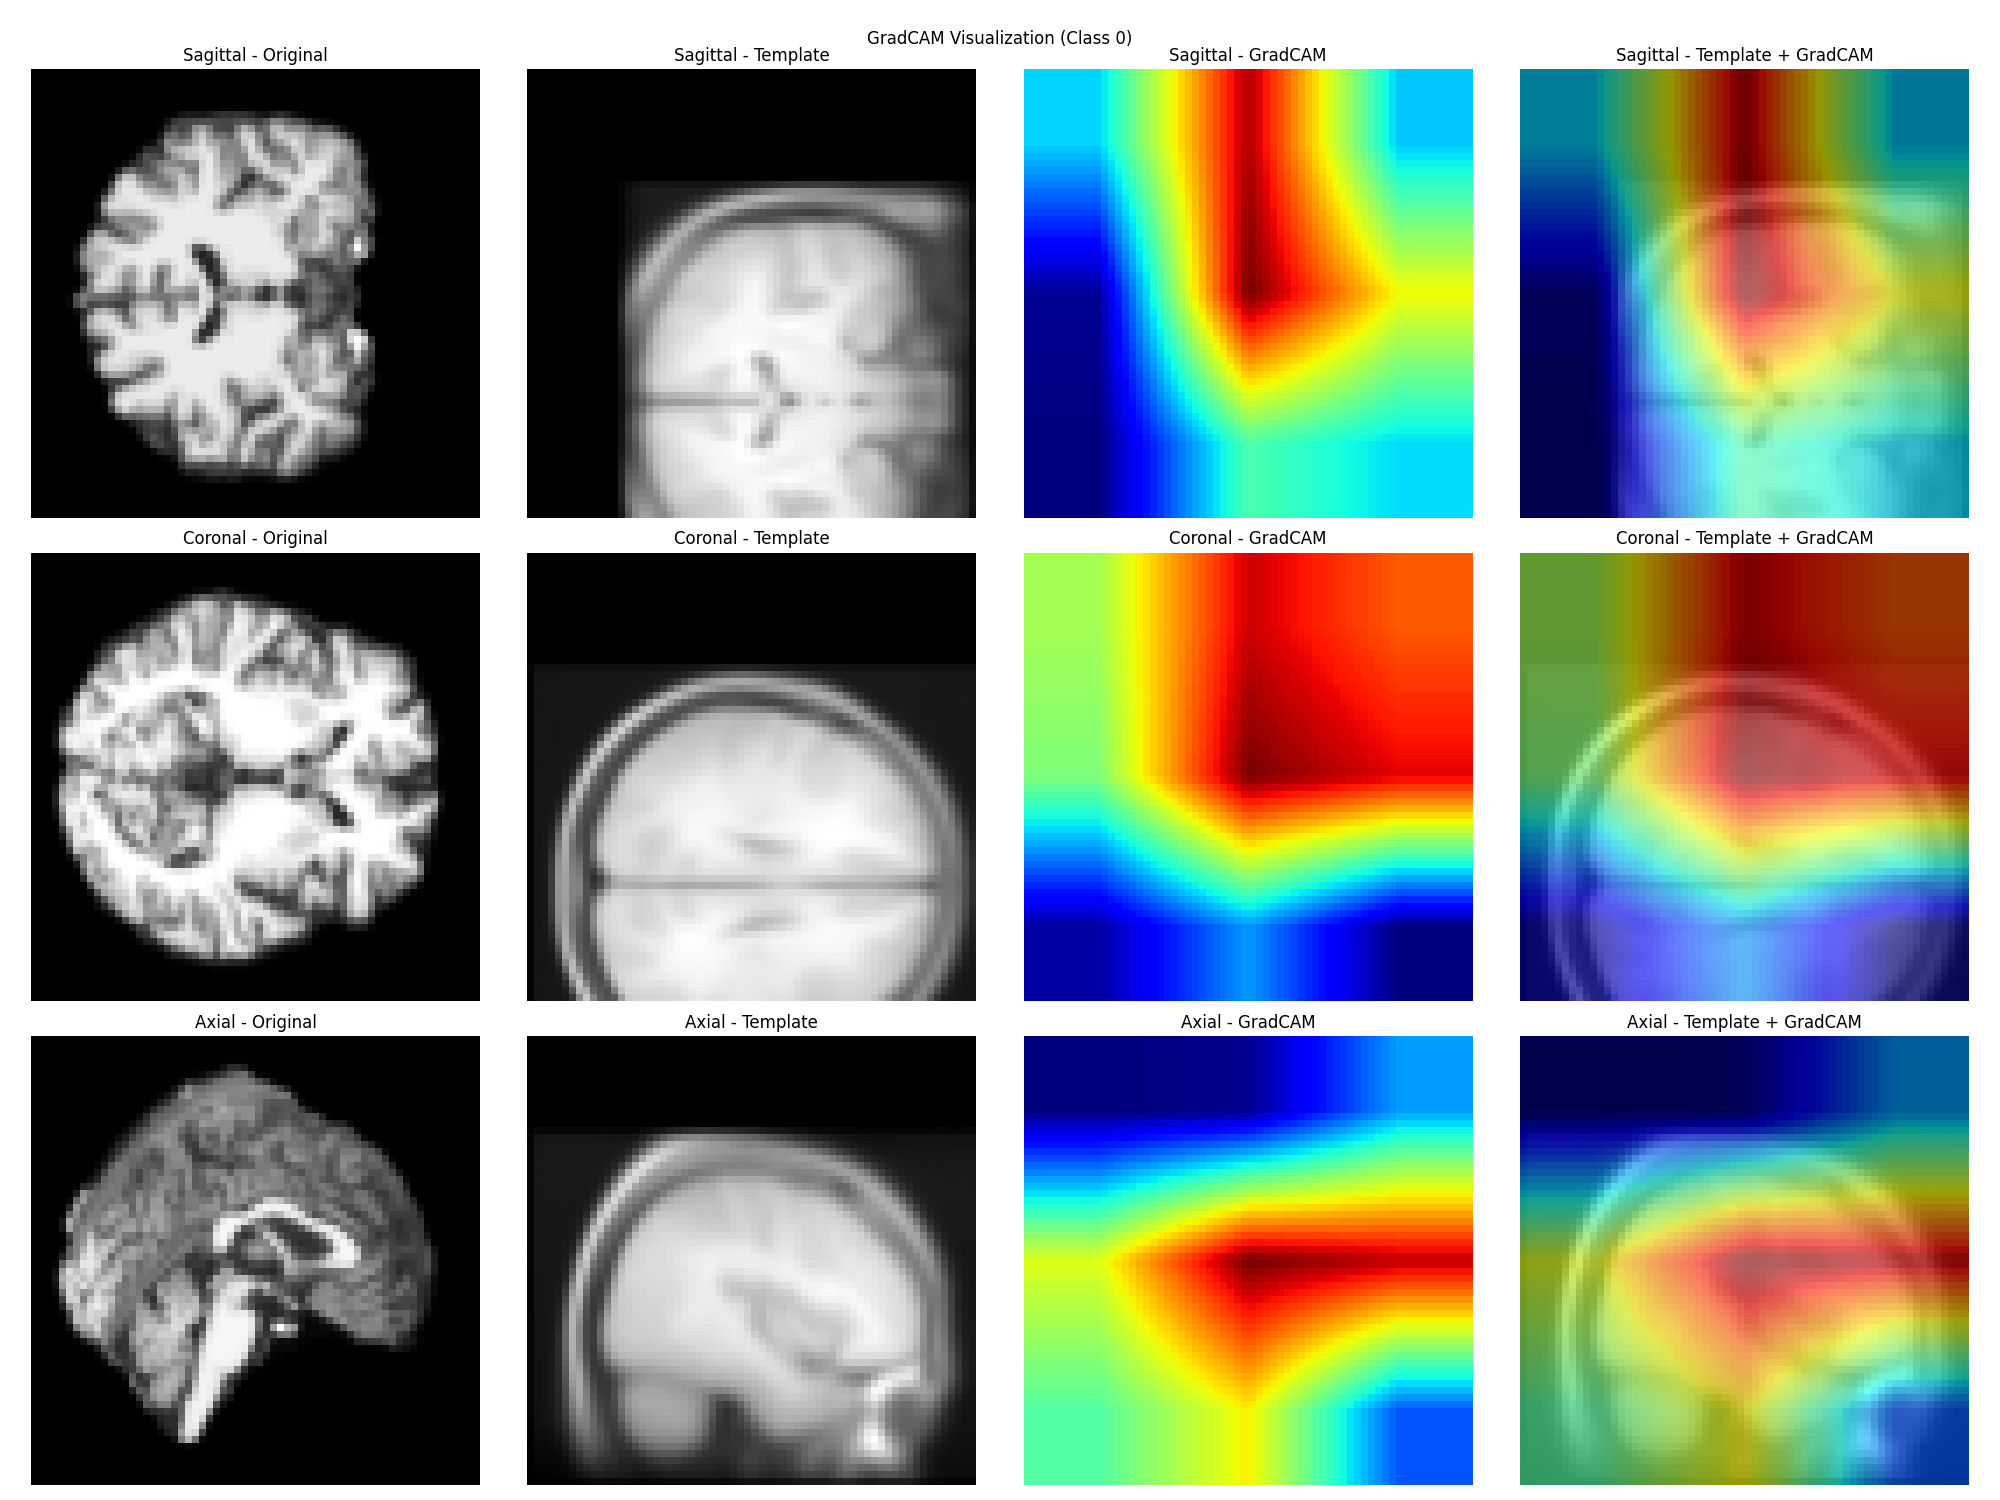 GradCAM Visualization (Class 0)
Sagittal - Original
Sagittal - Template
Sagittal - GradCAM
Sagittal - Template + GradCAM
Coronal - Original
Coronal - Template
Coronal - GradCAM
Coronal - Template + GradCAM
Axial - Original
Axial - Template
Axial - GradCAM
Axial - Template + GradCAM